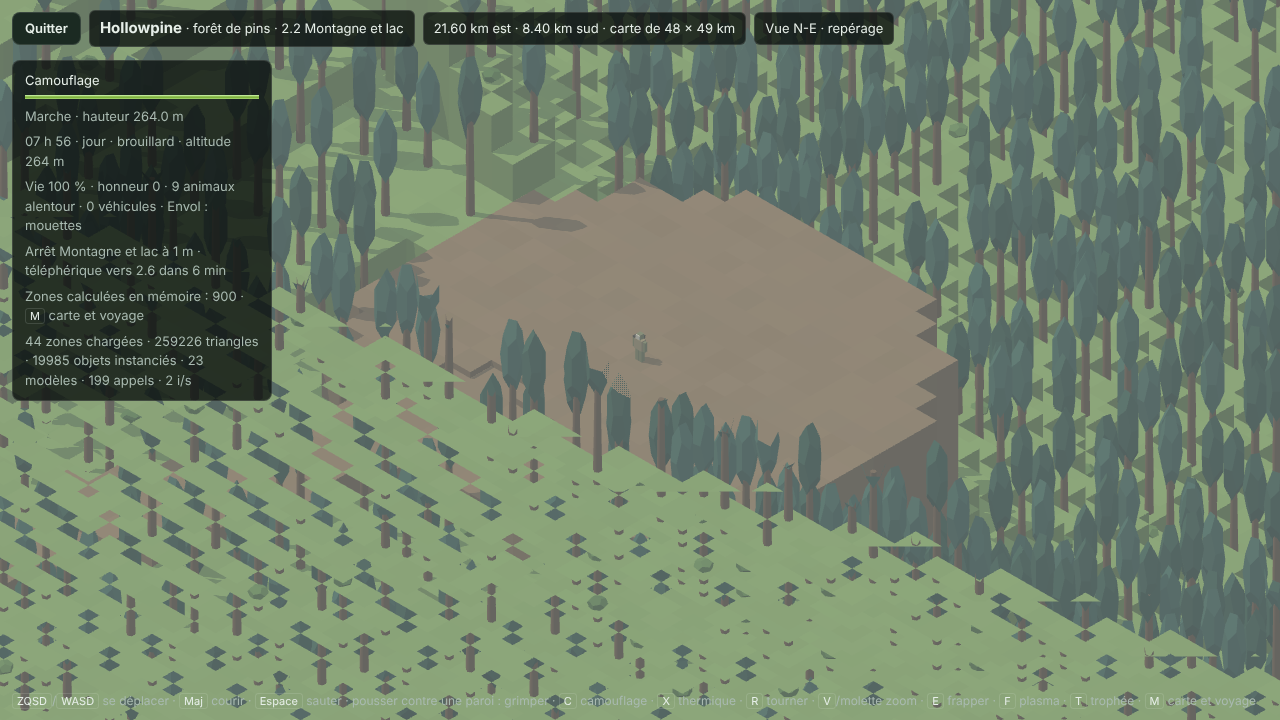 Quitter
Hollowpine · forêt de pins · 2.2 Montagne et lac
21.60 km est · 8.40 km sud · carte de 48 × 49 km
Vue N-E · repérage
Camouflage
Marche · hauteur 264.0 m
07 h 56 · jour · brouillard · altitude
264 m
Vie 100 % · honneur 0 · 9 animaux
alentour · 0 véhicules · Envol :
mouettes
Arrêt Montagne et lac à 1 m ·
téléphérique vers 2.6 dans 6 min
Zones calculées en mémoire : 900 ·
M carte et voyage
44 zones chargées · 259226 triangles
· 19985 objets instanciés · 23
modèles · 199 appels · 2 i/s
ZQSD / WASD se déplacer · Maj courir · Espace sauter · pousser contre une paroi : grimper · C camouflage · X thermique · R tourner · V /molette zoom · E frapper · F plasma · T trophée · M carte et voyage